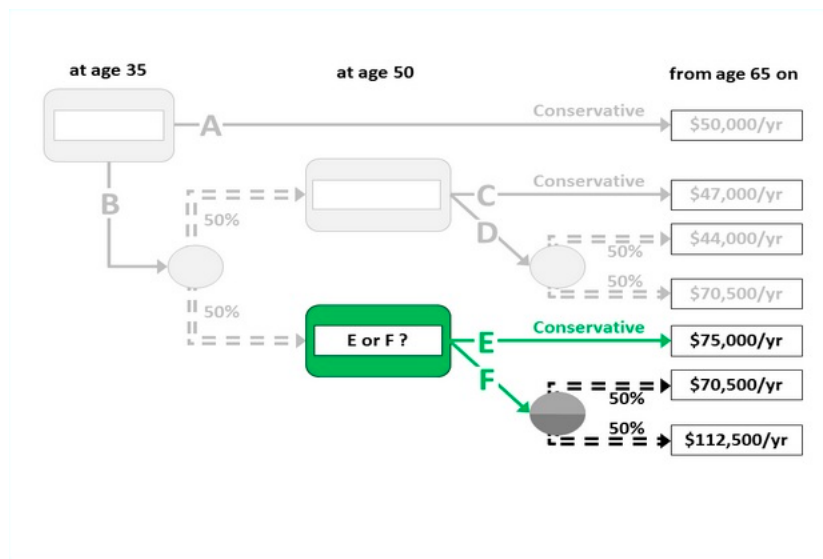 at age 35
at age 50
from age 65 on
A
Conservative
$50,000/yr
B
50%
C
Conservative
$47,000/yr
D
50%
$44,000/yr
50%
$70,500/yr
50%
E or F ?
E
Conservative
$75,000/yr
F
50%
$70,500/yr
50%
$112,500/yr